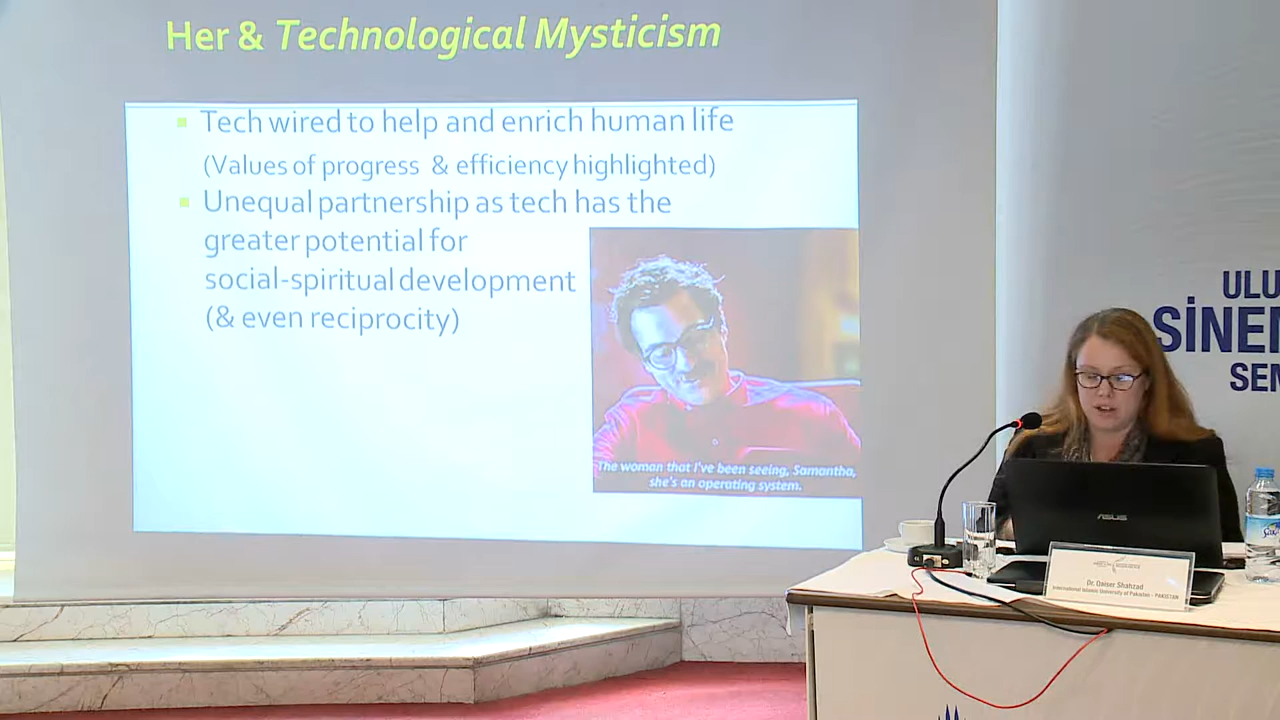 Her & Technological Mysticism
Tech wired to help and enrich human life
(Values of progress & efficiency highlighted)
Unequal partnership as tech has the
greater potential for
social-spiritual development
(& even reciprocity)
The woman that I've been seeing, Samantha,
she's an operating system.
ULU
SİNE
SEM
ASUS
Dr. Qaiser Shahzad
International Islamic University of Pakistan - PAKISTAN